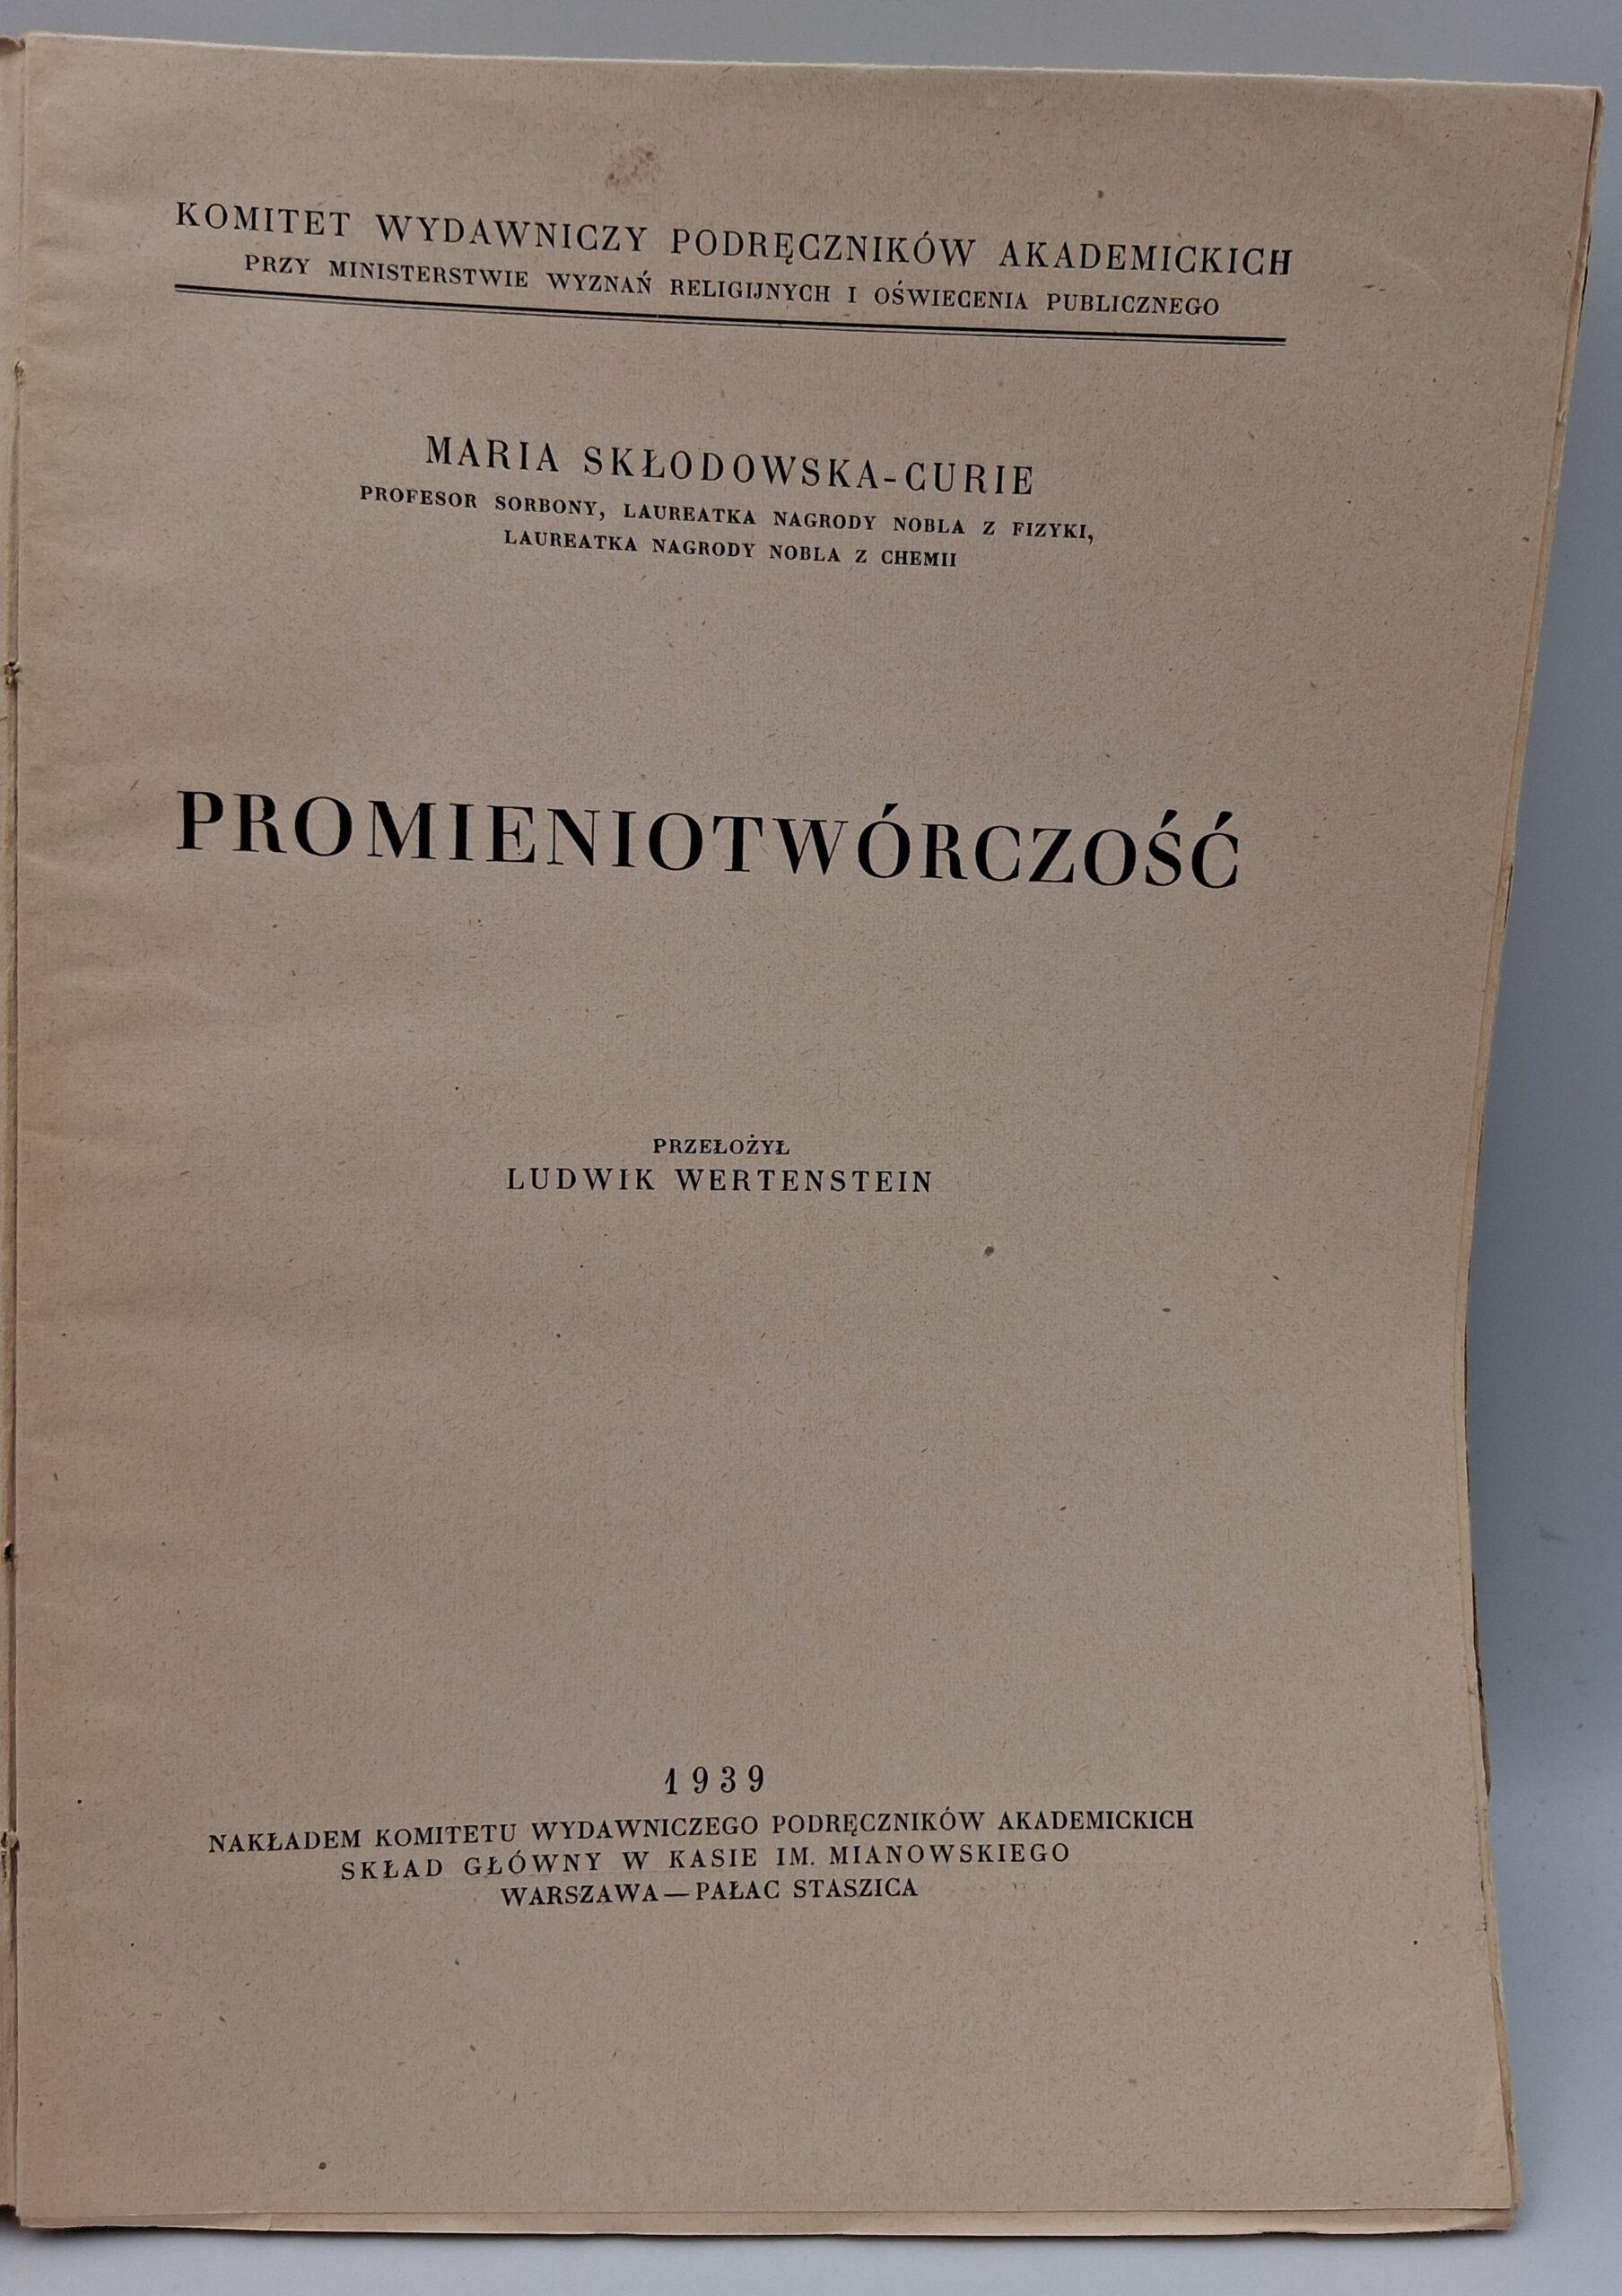 KOMITET WYDAWNICZY PODRĘCZNIKÓW AKADEMICKICH
PRZY MINISTERSTWIE WYZNAŃ RELIGIJNYCH I OŚWIECENIA PUBLICZNEGO
MARIA SKŁODOWSKA-CURIE
PROFESOR SORBONY, LAUREATKA NAGRODY NOBLA Z FIZYKI,
LAUREATKA NAGRODY NOBLA Z CHEMII
PROMIENIOTWÓRCZOŚĆ
PRZEŁOŻYŁ
LUDWIK WERTENSTEIN
1939
NAKŁADEM KOMITETU WYDAWNICZEGO PODRĘCZNIKÓW AKADEMICKICH
SKŁAD GŁÓWNY W KASIE IM. MIANOWSKIEGO
WARSZAWA — PAŁAC STASZICA